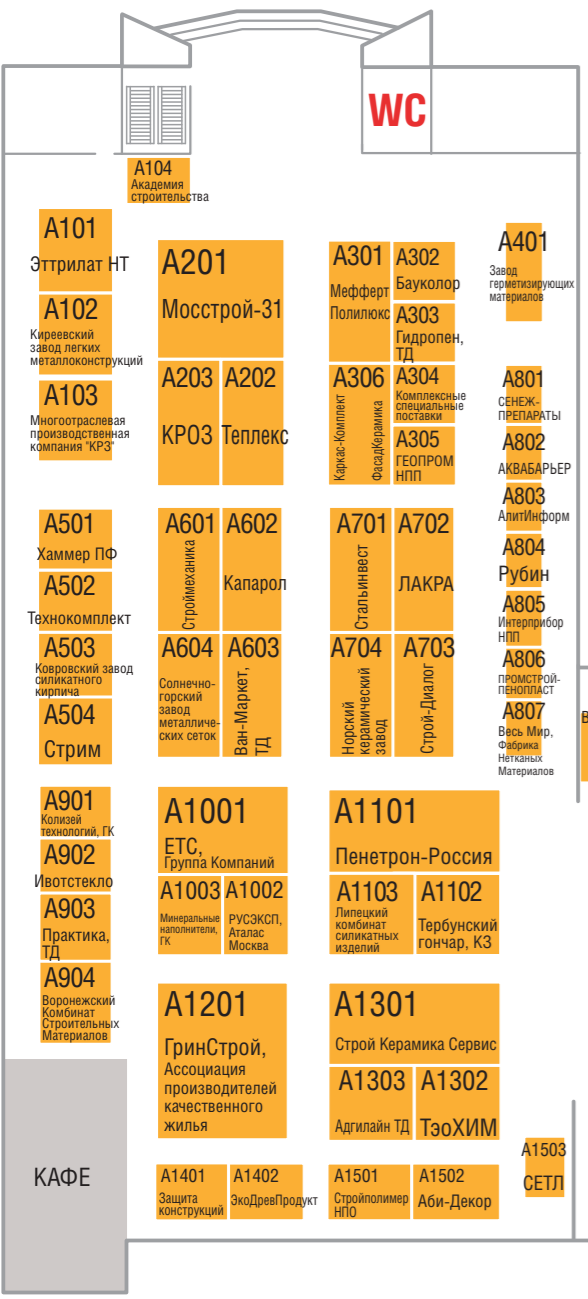 WC
A104
Академия
строительства
A101
Эттрилат НТ
A102
Киреевский
завод легких
металлоконструкций
A103
Многоотраслевая
производственная
компания "КРЗ"
A201
Мосстрой-31
A203
КРОЗ
A202
Теплекс
A301
Мефферт
Полилюкс
A302
Бауколор
A303
Гидропен,
ТД
A306
Каркас-Комплект
ФасадКерамика
A304
Комплексные
специальные
поставки
A305
ГЕОПРОМ
НПП
A401
Завод
герметизирующих
материалов
A801
СЕНЕЖ-
ПРЕПАРАТЫ
A802
АКВАБАРЬЕР
A803
АлитИнформ
A804
Рубин
A805
Интерприбор
НПП
A806
ПРОМСТРОЙ-
ПЕНОПЛАСТ
A807
Весь Мир,
Фабрика
Нетканых
Материалов
В
A501
Хаммер ПФ
A502
Технокомплект
A503
Ковровский завод
силикатного
кирпича
A504
Стрим
A601
Строймеханика
A602
Капарол
A604
Солнечно-
горский
завод
металличе-
ских сеток
A603
Ван-Маркет,
ТД
A701
Стальинвест
A702
ЛАКРА
A704
Норский
керамический
завод
A703
Строй-Диалог
A901
Колизей
технологий, ГК
A902
Ивотстекло
A903
Практика,
ТД
A904
Воронежский
Комбинат
Строительных
Материалов
A1001
ЕТС,
Группа Компаний
A1003
Минеральные
наполнители,
ГК
A1002
РУСЭКСП,
Аталас
Москва
A1101
Пенетрон-Россия
A1103
Липецкий
комбинат
силикатных
изделий
A1102
Тербунский
гончар, КЗ
A1201
ГринСтрой,
Ассоциация
производителей
качественного
жилья
A1301
Строй Керамика Сервис
A1303
Адгилайн ТД
A1302
ТэоХИМ
КАФЕ
A1401
Защита
конструкций
A1402
ЭкоДревПродукт
A1501
Стройполимер
НПО
A1502
Аби-Декор
A1503
СЕТЛ